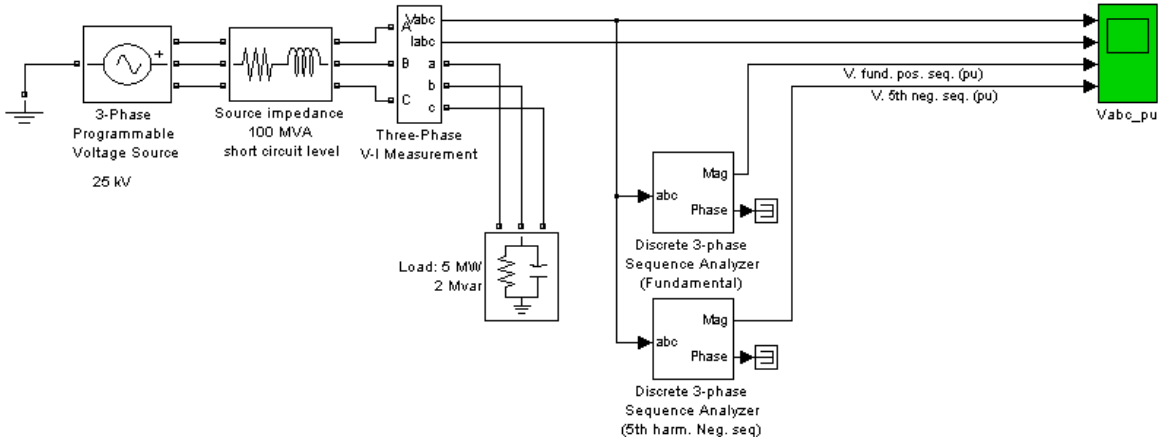 3-Phase
Programmable
Voltage Source
25 kV
+
Source impedance
100 MVA
short circuit level
A
B
C
Vabc
Iabc
a
b
c
Three-Phase
V-I Measurement
Load: 5 MW
2 Mvar
V. fund. pos. seq. (pu)
V. 5th neg. seq. (pu)
Vabc_pu
abc
Mag
Phase
Discrete 3-phase
Sequence Analyzer
(Fundamental)
abc
Mag
Phase
Discrete 3-phase
Sequence Analyzer
(5th harm. Neg. seq)